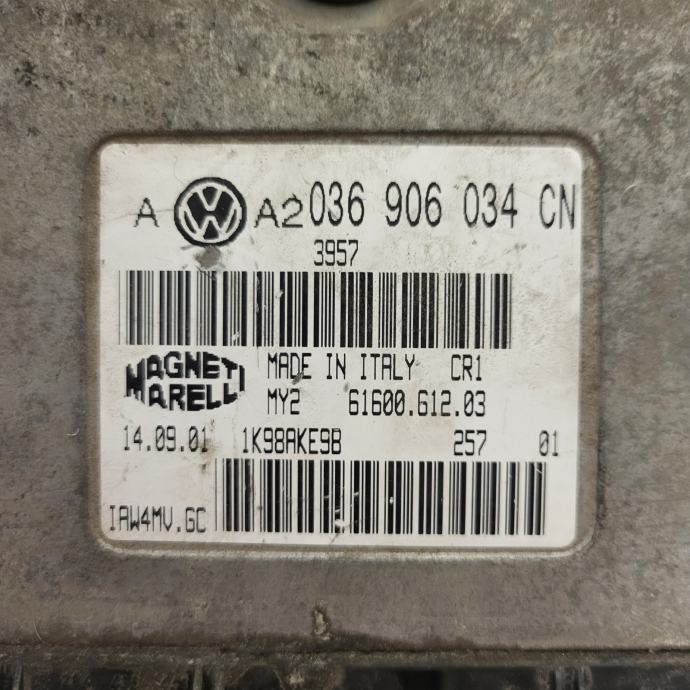 A VW A2 036 906 034 CN
3957
MAGNETI MARELLI
MADE IN ITALY CR1
MY2 61600.612.03
14.09.01 1K98AKE9B 257 01
IAW4MV.GC